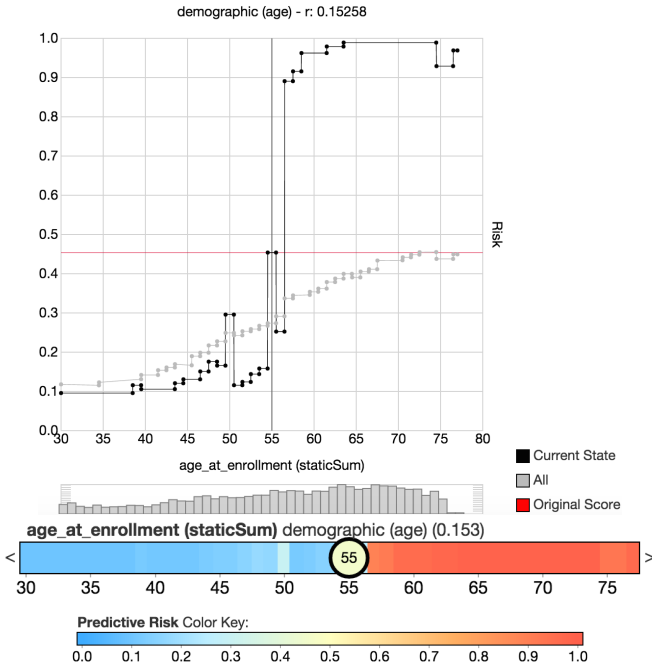 demographic (age) - r: 0.15258
1.0
0.9
0.8
0.7
0.6
0.5
0.4
0.3
0.2
0.1
0.0
Risk
30 35 40 45 50 55 60 65 70 75 80
age_at_enrollment (staticSum)
Current State
All
Original Score
age_at_enrollment (staticSum) demographic (age) (0.153)
< 55 >
30 35 40 45 50 55 60 65 70 75
Predictive Risk Color Key:
0.0 0.1 0.2 0.3 0.4 0.5 0.6 0.7 0.8 0.9 1.0